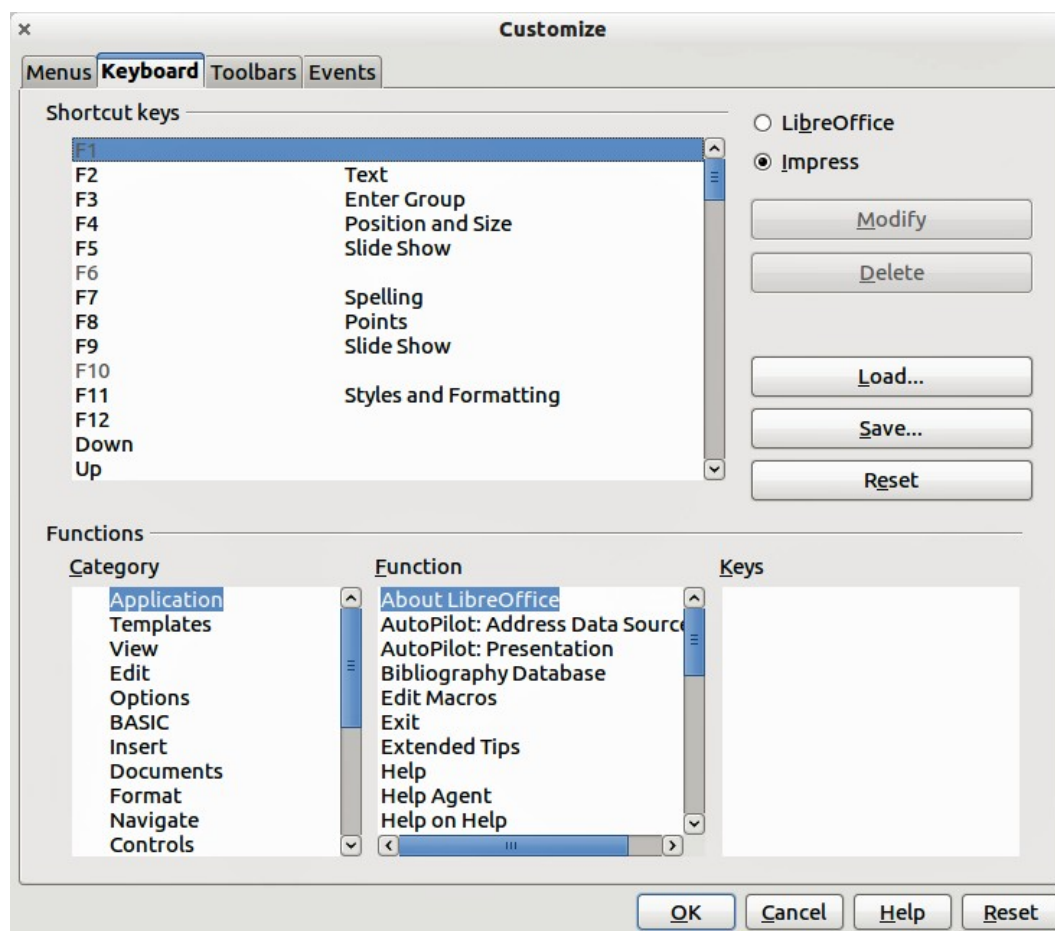 Customize
Menus Keyboard Toolbars Events
Shortcut keys
F1
F2 Text
F3 Enter Group
F4 Position and Size
F5 Slide Show
F6
F7 Spelling
F8 Points
F9 Slide Show
F10
F11 Styles and Formatting
F12
Down
Up
LibreOffice
Impress
Modify
Delete
Load...
Save...
Reset
Functions
Category
Application
Templates
View
Edit
Options
BASIC
Insert
Documents
Format
Navigate
Controls
Function
About LibreOffice
AutoPilot: Address Data Source
AutoPilot: Presentation
Bibliography Database
Edit Macros
Exit
Extended Tips
Help
Help Agent
Help on Help
Keys
OK Cancel Help Reset